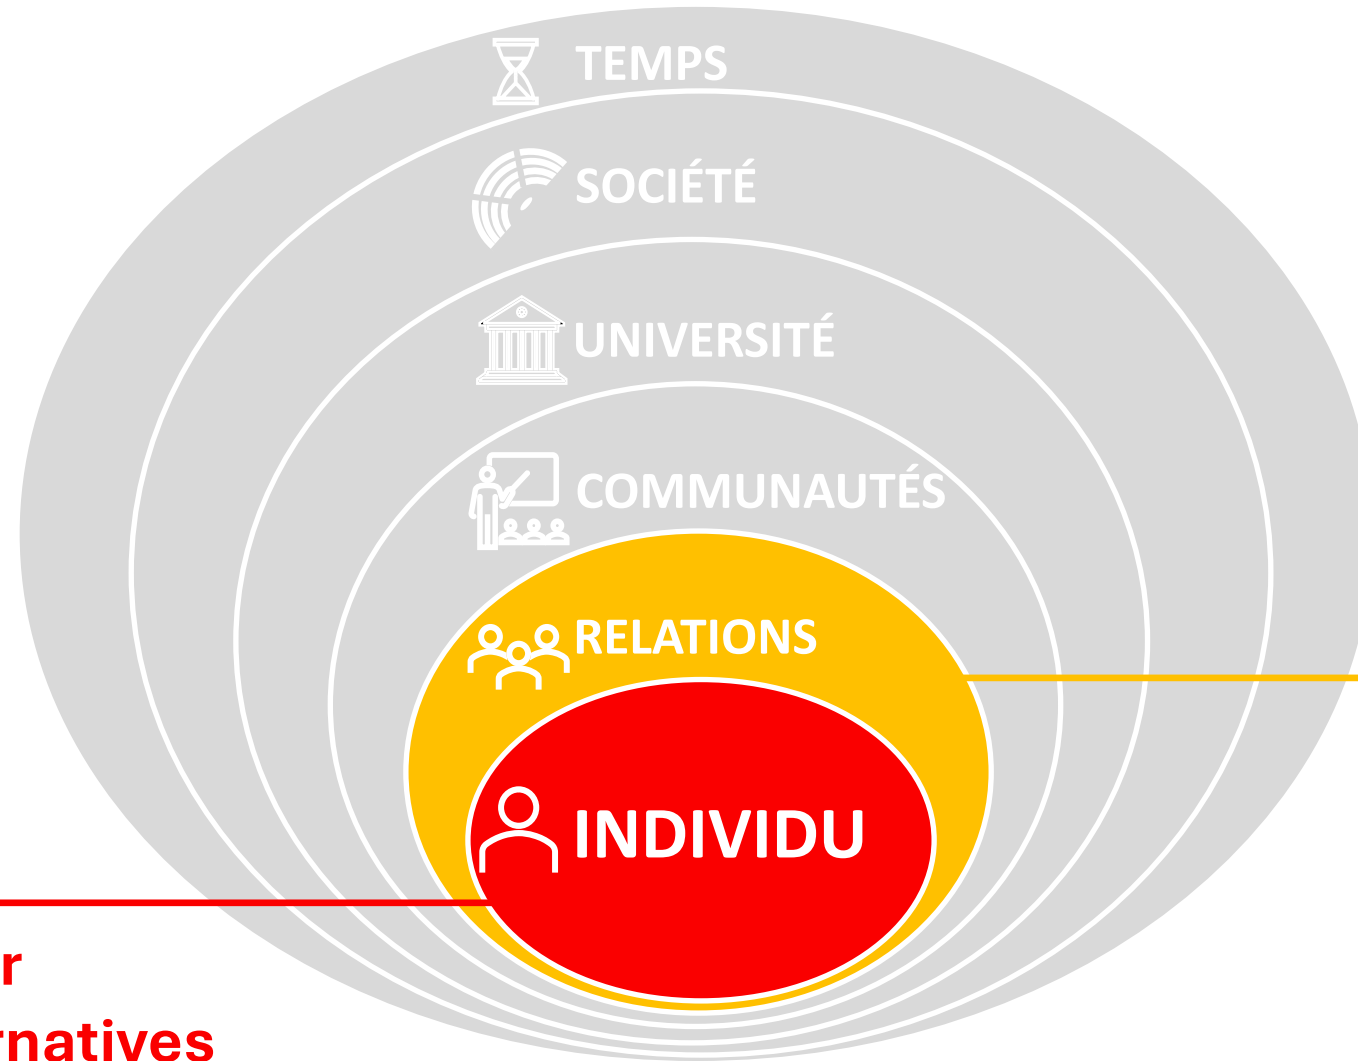 TEMPS
SOCIÉTÉ
UNIVERSITÉ
COMMUNAUTÉS
RELATIONS
INDIVIDU
r
rnatives